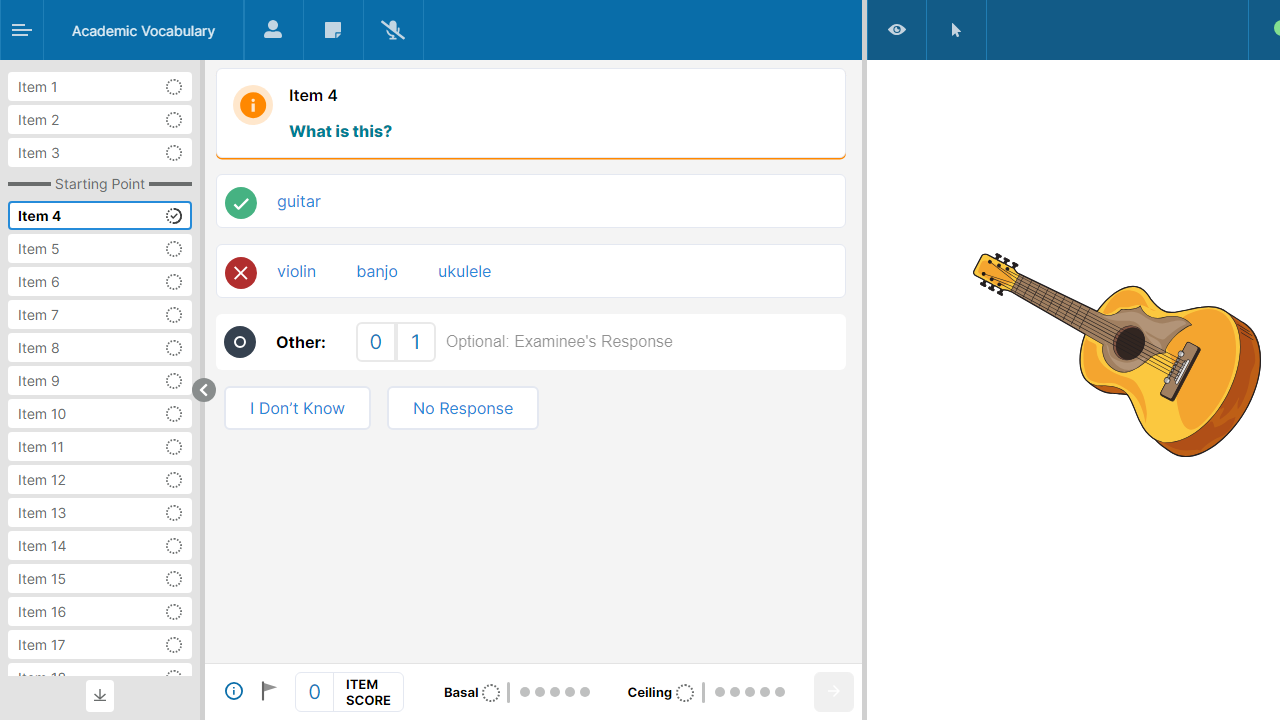 Academic Vocabulary
Item 1
Item 2
Item 3
Starting Point
Item 4
Item 5
Item 6
Item 7
Item 8
Item 9
Item 10
Item 11
Item 12
Item 13
Item 14
Item 15
Item 16
Item 17
Item 18
Item 4
What is this?
guitar
violin banjo ukulele
Other: 0 1 Optional: Examinee's Response
I Don’t Know No Response
0 ITEM SCORE Basal Ceiling